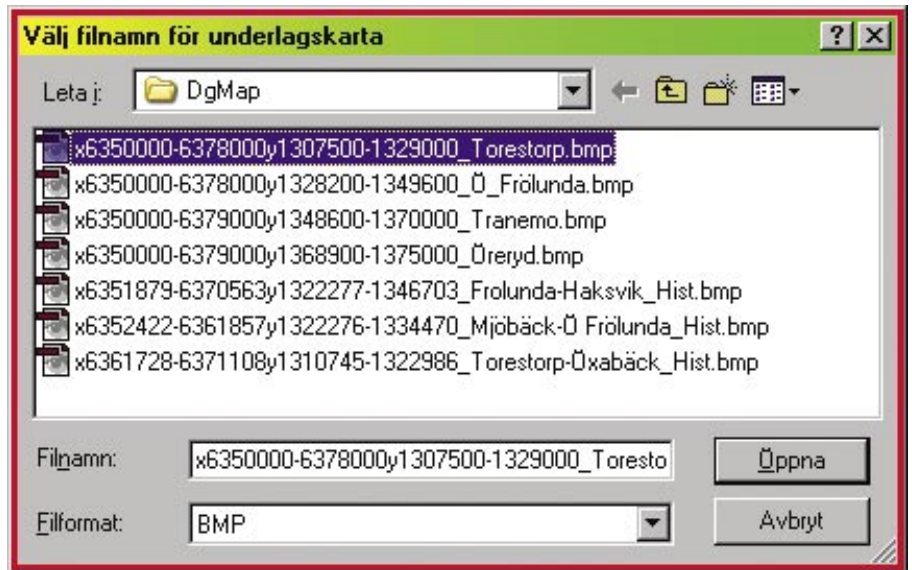 Välj filnamn för underlagskarta
Leta i: DgMap
x6350000-6378000y1307500-1329000_Torestorp.bmp
x6350000-6378000y1328200-1349600_Ö_Frölunda.bmp
x6350000-6379000y1348600-1370000_Tranemo.bmp
x6350000-6379000y1368900-1375000_Öreryd.bmp
x6351879-6370563y1322277-1346703_Frolunda-Haksvik_Hist.bmp
x6352422-6361857y1322276-1334470_Mjöbäck-Ö Frölunda_Hist.bmp
x6361728-6371108y1310745-1322986_Torestorp-Öxabäck_Hist.bmp
Filnamn: x6350000-6378000y1307500-1329000_Toresto Öppna
Filformat: BMP Avbryt